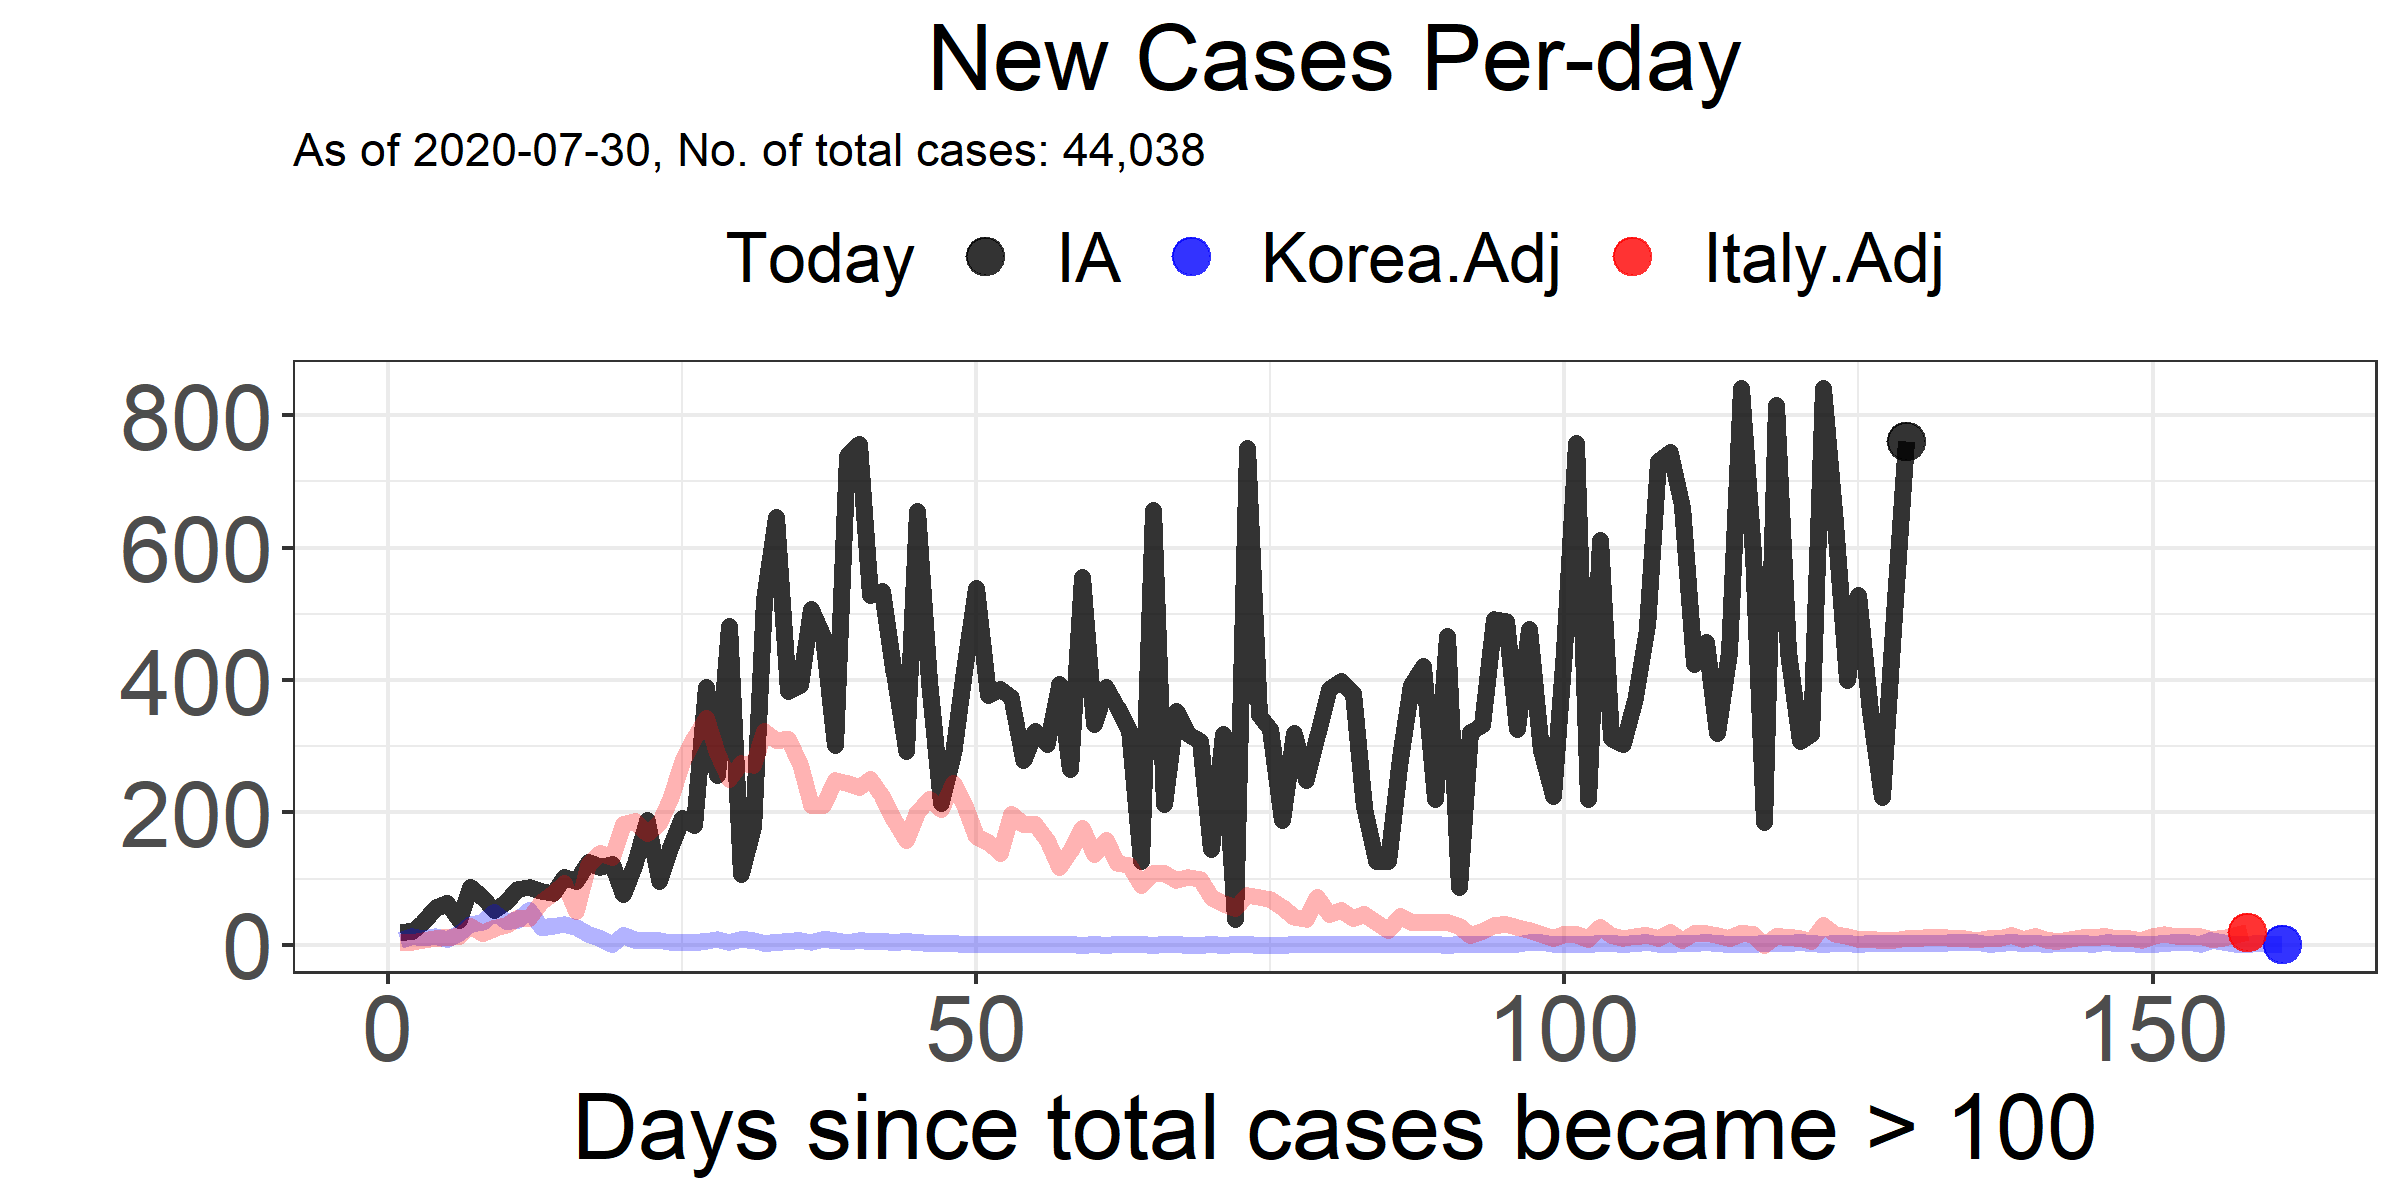 New Cases Per-day
As of 2020-07-30, No. of total cases: 44,038
Today IA Korea.Adj Italy.Adj
800
600
400
200
0
0 50 100 150
Days since total cases became > 100